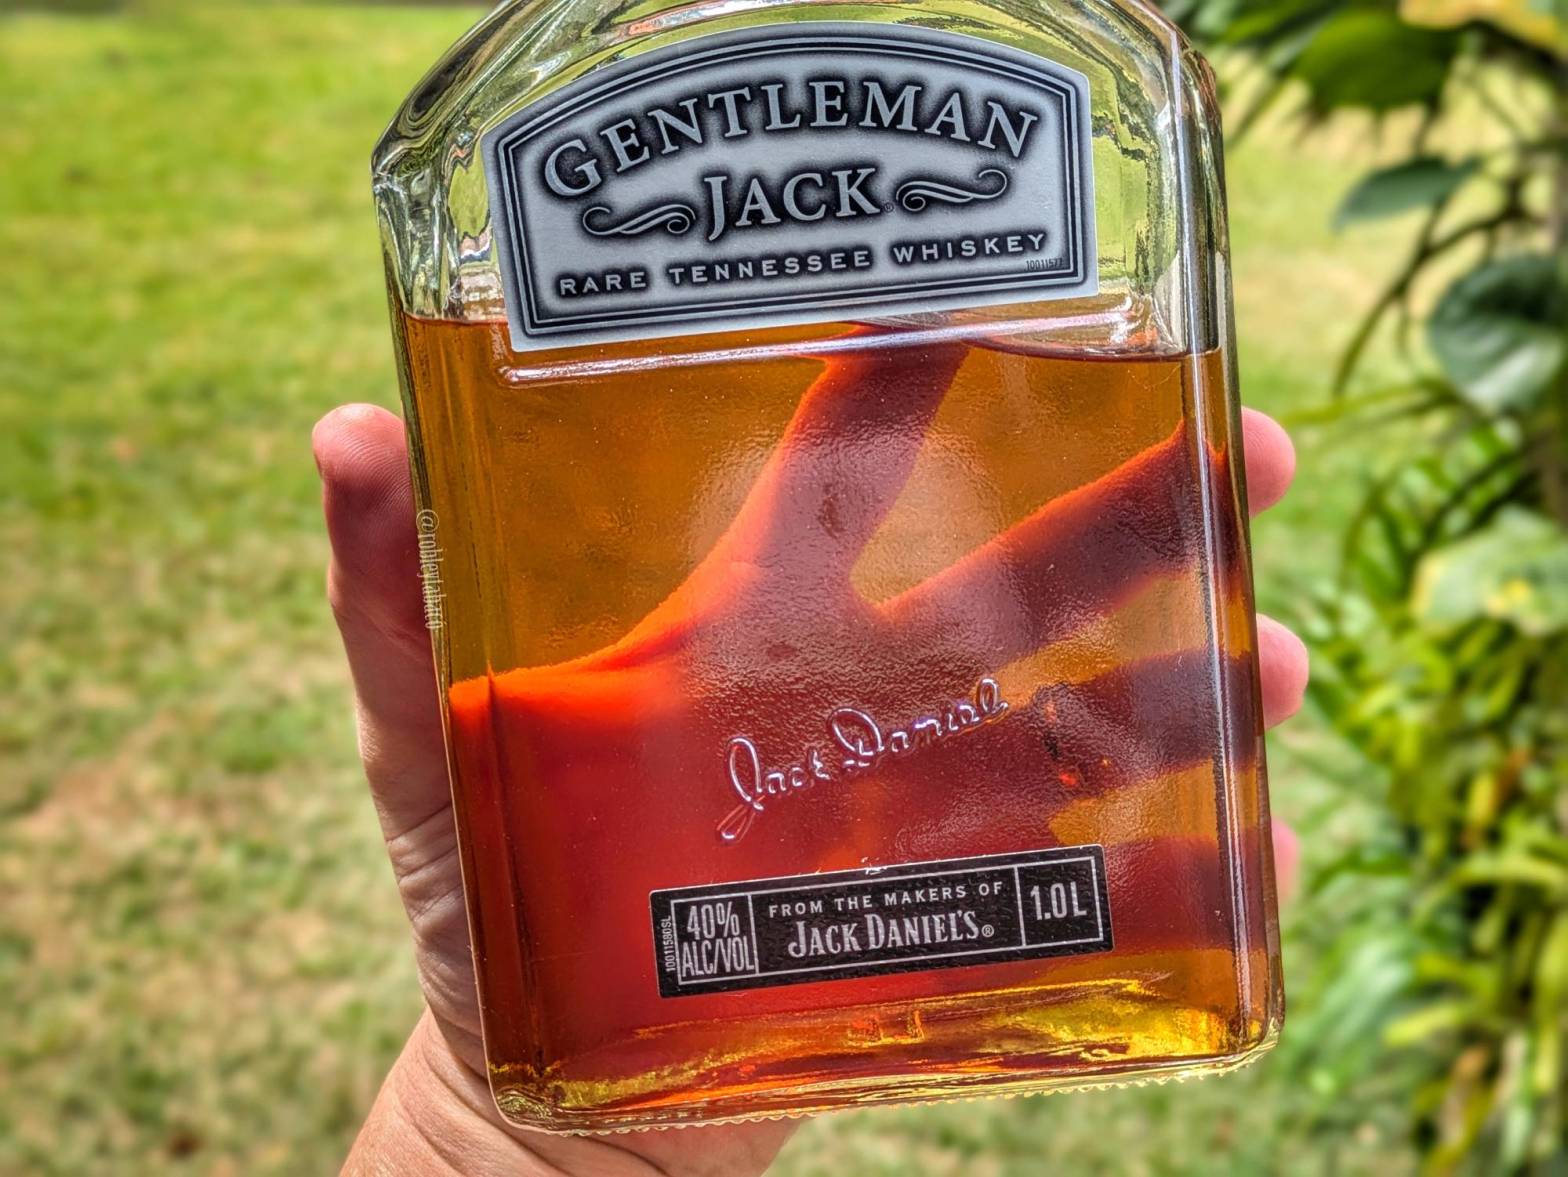 GENTLEMAN
JACK
RARE TENNESSEE WHISKEY
Jack Daniel
40%
ALC/VOL
FROM THE MAKERS OF
JACK DANIEL'S®
1.0L